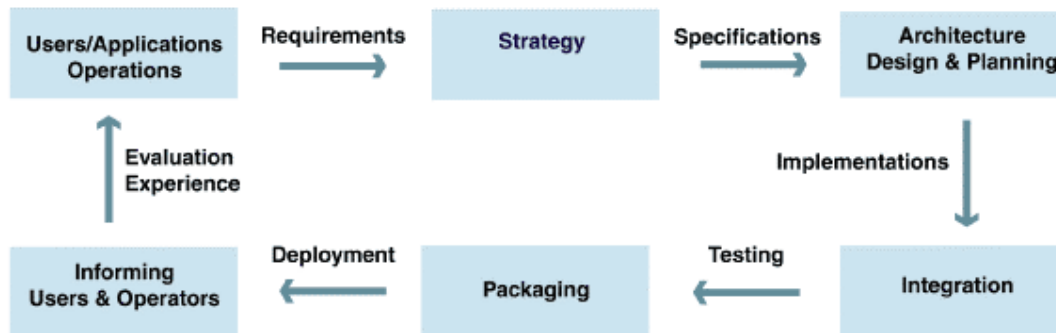 Users/Applications
Operations
Requirements
Strategy
Specifications
Architecture
Design & Planning
Evaluation
Experience
Implementations
Informing
Users & Operators
Deployment
Packaging
Testing
Integration